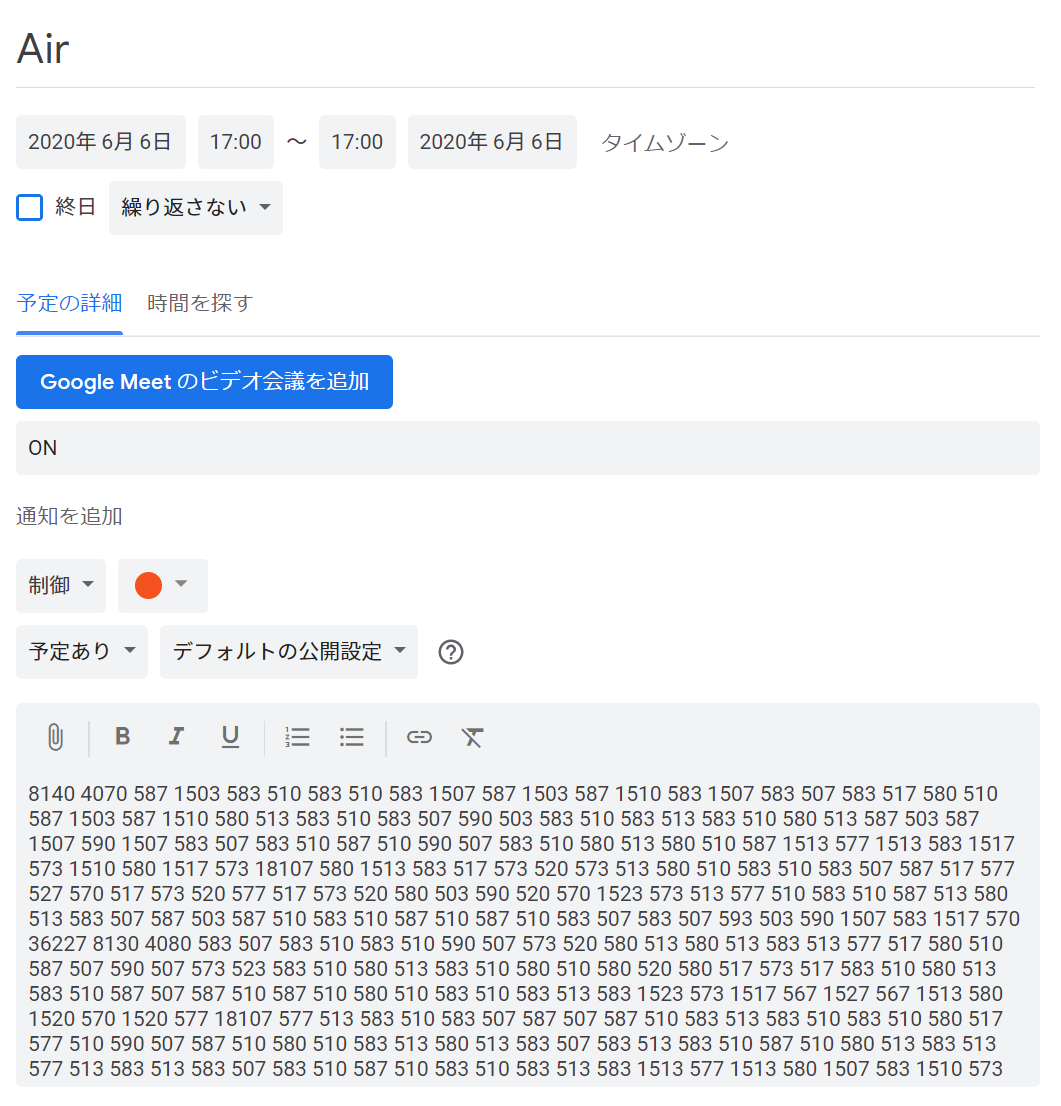 Air
2020年 6月 6日 17:00 ～ 17:00 2020年 6月 6日 タイムゾーン
終日 繰り返さない
予定の詳細 時間を探す
Google Meet のビデオ会議を追加
ON
通知を追加
制御
予定あり デフォルトの公開設定
B I U
8140 4070 587 1503 583 510 583 510 583 1507 587 1503 587 1510 583 1507 583 507 583 517 580 510
587 1503 587 1510 580 513 583 510 583 507 590 503 583 510 583 513 583 510 580 513 587 503 587
1507 590 1507 583 507 583 510 587 510 590 507 583 510 580 513 580 510 587 1513 577 1513 583 1517
573 1510 580 1517 573 18107 580 1513 583 517 573 520 573 513 580 510 583 510 583 507 587 517 577
527 570 517 573 520 577 517 573 520 580 503 590 520 570 1523 573 513 577 510 583 510 587 513 580
513 583 507 587 503 587 510 583 510 587 510 587 510 583 507 583 507 593 503 590 1507 583 1517 570
36227 8130 4080 583 507 583 510 583 510 590 507 573 520 580 513 580 513 583 513 577 517 580 510
587 507 590 507 573 523 583 510 580 513 583 510 580 510 580 520 580 517 573 517 583 510 580 513
583 510 587 507 587 510 587 510 580 510 583 510 583 513 583 1523 573 1517 567 1527 567 1513 580
1520 570 1520 577 18107 577 513 583 510 583 507 587 507 587 510 583 513 583 510 583 510 580 517
577 510 590 507 587 510 580 510 583 513 580 513 583 507 583 513 583 510 587 510 580 513 583 513
577 513 583 513 583 507 583 510 587 510 583 510 583 513 583 1513 577 1513 580 1507 583 1510 573